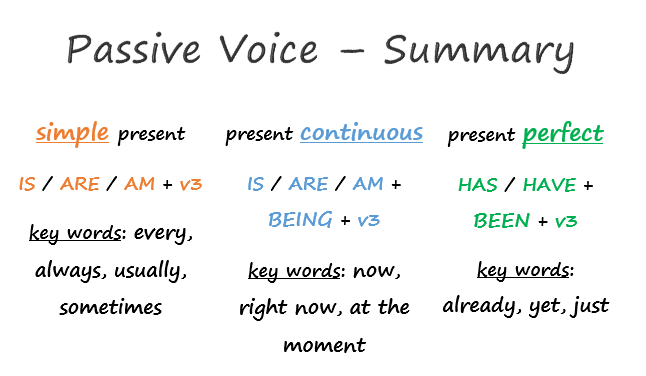 Passive Voice – Summary
simple present
IS / ARE / AM + v3
key words: every,
always, usually,
sometimes
present continuous
IS / ARE / AM +
BEING + v3
key words: now,
right now, at the
moment
present perfect
HAS / HAVE +
BEEN + v3
key words:
already, yet, just